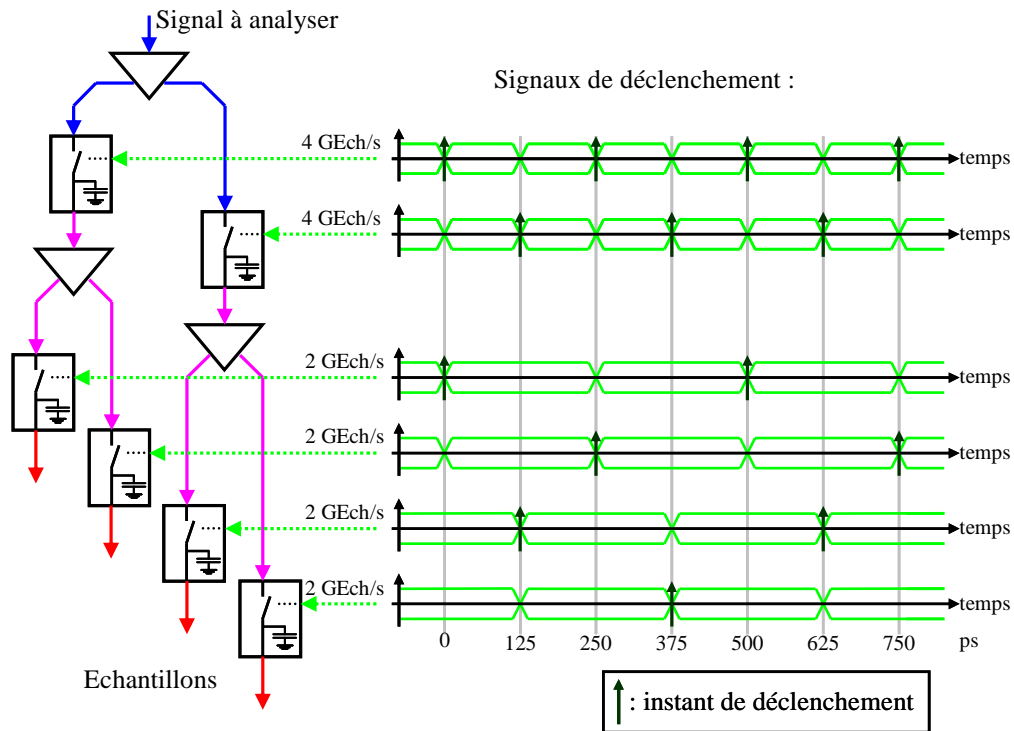 Signal à analyser
Signaux de déclenchement :
4 GEch/s
temps
4 GEch/s
temps
2 GEch/s
temps
2 GEch/s
temps
2 GEch/s
temps
2 GEch/s
temps
0 125 250 375 500 625 750 ps
Echantillons
: instant de déclenchement